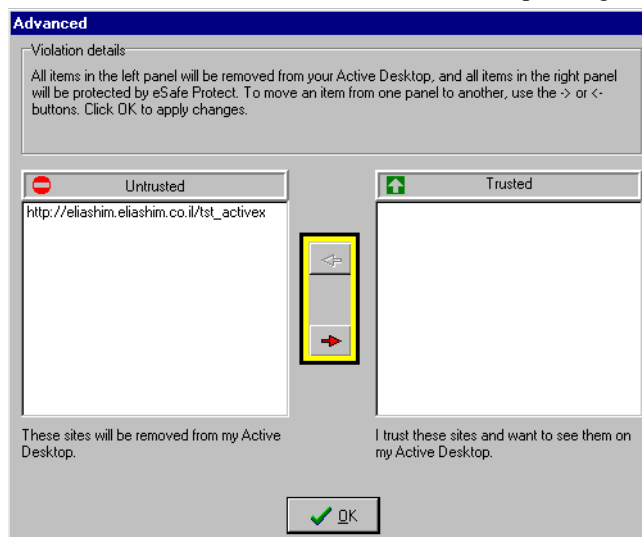 Advanced
Violation details
All items in the left panel will be removed from your Active Desktop, and all items in the right panel
will be protected by eSafe Protect. To move an item from one panel to another, use the -> or <-
buttons. Click OK to apply changes.
Untrusted
Trusted
http://eliashim.eliashim.co.il/tst_activex
These sites will be removed from my Active
Desktop.
I trust these sites and want to see them on
my Active Desktop.
OK